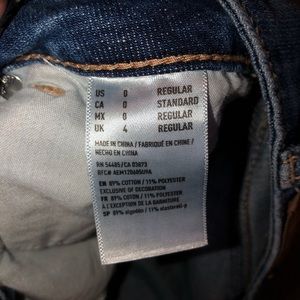 US 0 REGULAR
CA 0 STANDARD
MX 0 REGULAR
UK 4 REGULAR
MADE IN CHINA / FABRIQUÉ EN CHINE /
HECHO EN CHINA
RN 54485/CA 03873
RFC# AEM120605U9A
EN 89% COTTON / 11% POLYESTER
EXCLUSIVE OF DECORATION
FR 89% COTON / 11% POLYESTER
À L'EXCEPTION DE LA GARNITURE
SP 89% algodón / 11%